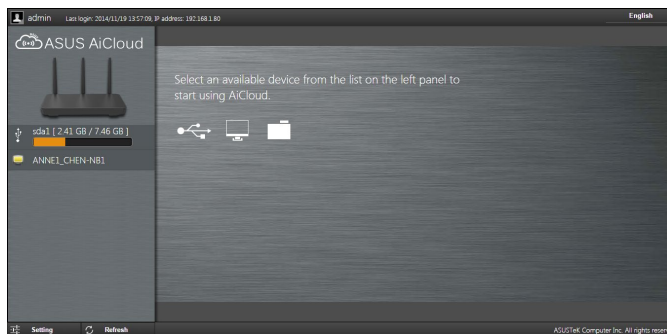 admin Last login: 2014/11/19 13:57:09, IP address: 192.168.1.80
English
ASUS AiCloud
Select an available device from the list on the left panel to
start using AiCloud.
sda1 [ 2.41 GB / 7.46 GB ]
ANNE1_CHEN-NB1
Setting
Refresh
ASUSTeK Computer Inc. All rights reser